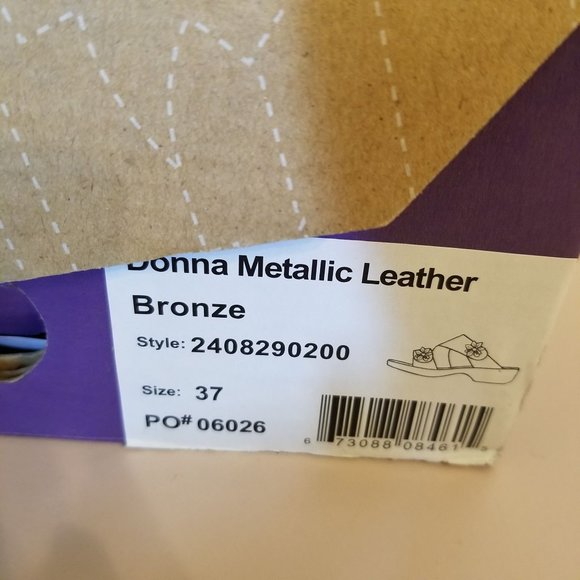 Donna Metallic Leather
Bronze
Style: 2408290200
Size: 37
PO# 06026
6 73088 08461